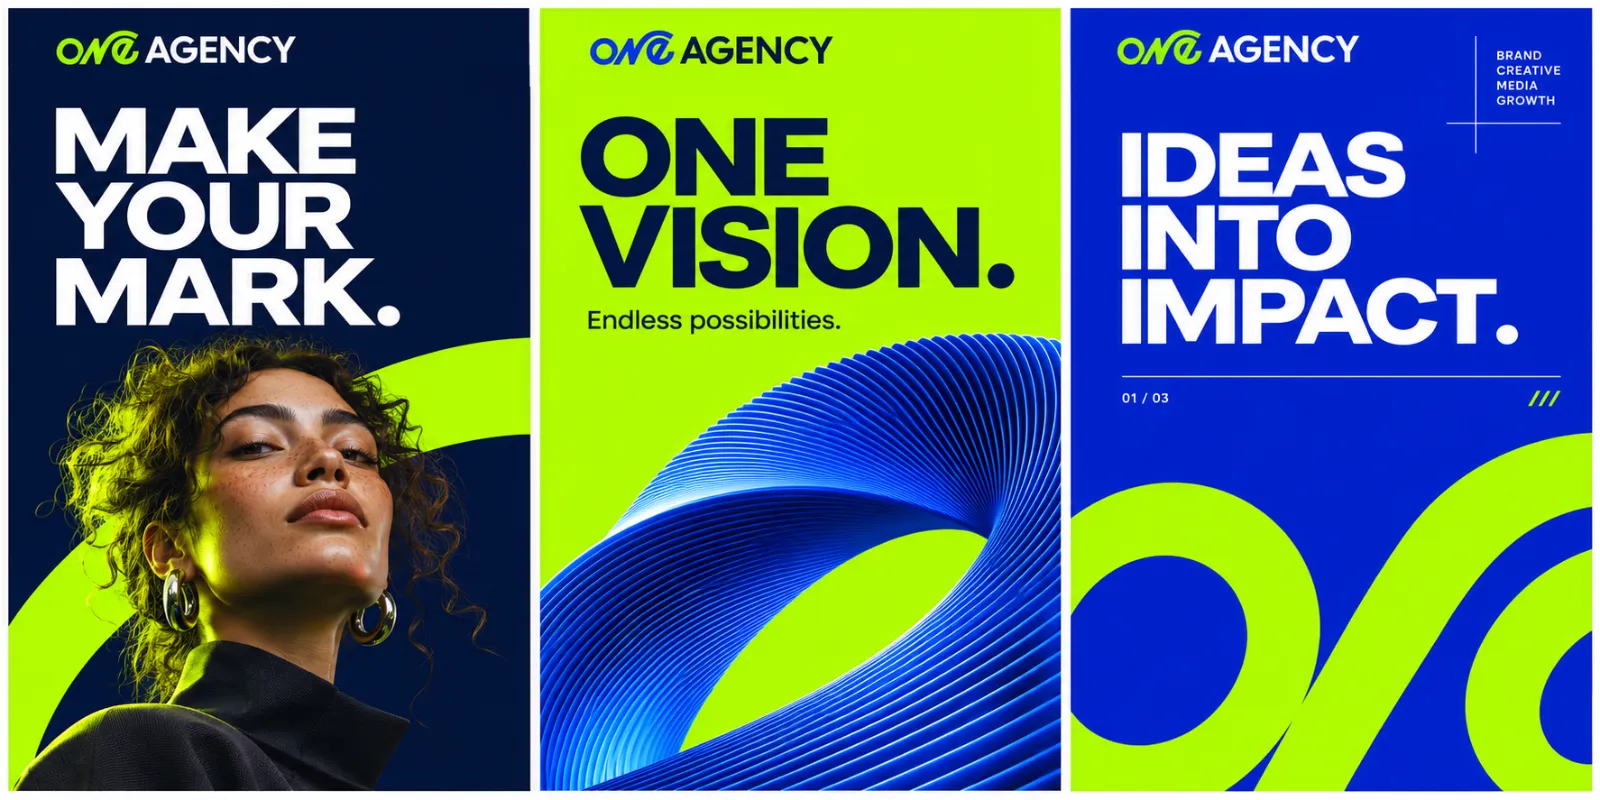 ONE AGENCY
MAKE
YOUR
MARK.
ONE AGENCY
ONE
VISION.
Endless possibilities.
ONE AGENCY
BRAND
CREATIVE
MEDIA
GROWTH
IDEAS
INTO
IMPACT.
01 / 03